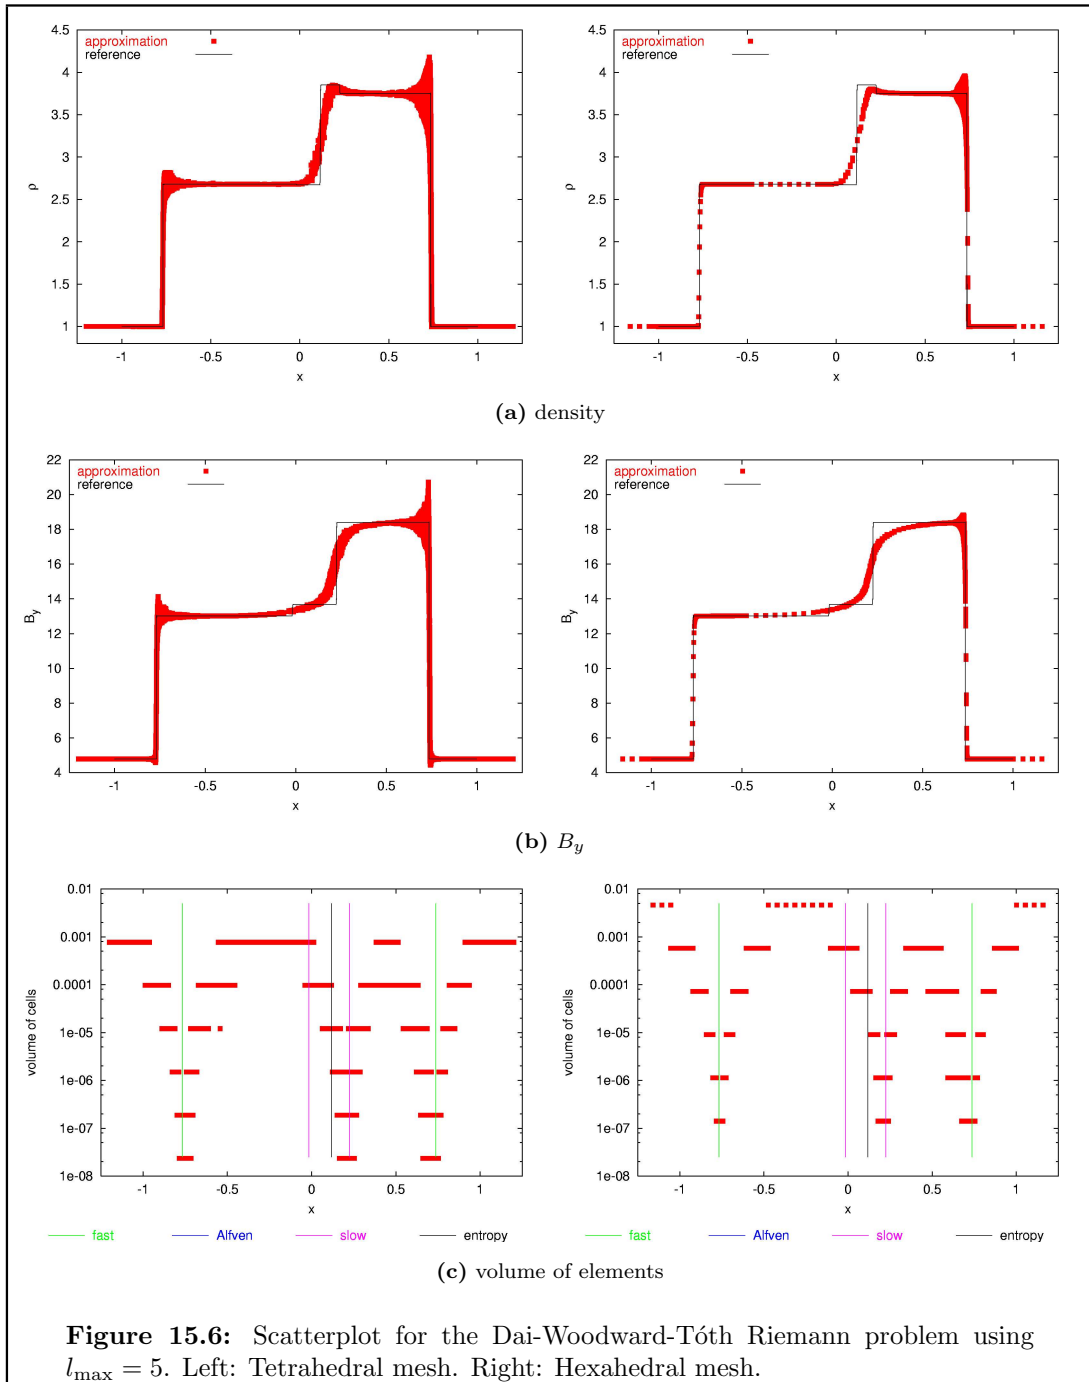 4.5
4
3.5
3
2.5
2
1.5
1
ρ
approximation
reference
-1 -0.5 0 0.5 1
x
4.5
4
3.5
3
2.5
2
1.5
1
ρ
approximation
reference
-1 -0.5 0 0.5 1
x
(a) density
22
20
18
16
14
12
10
8
6
4
B_y
approximation
reference
-1 -0.5 0 0.5 1
x
22
20
18
16
14
12
10
8
6
4
B_y
approximation
reference
-1 -0.5 0 0.5 1
x
(b) B_y
0.01
0.001
0.0001
1e-05
1e-06
1e-07
1e-08
volume of cells
-1 -0.5 0 0.5 1
x
fast Alfven slow entropy
0.01
0.001
0.0001
1e-05
1e-06
1e-07
1e-08
volume of cells
-1 -0.5 0 0.5 1
x
fast Alfven slow entropy
(c) volume of elements
Figure 15.6: Scatterplot for the Dai-Woodward-Tóth Riemann problem using
l_max = 5. Left: Tetrahedral mesh. Right: Hexahedral mesh.